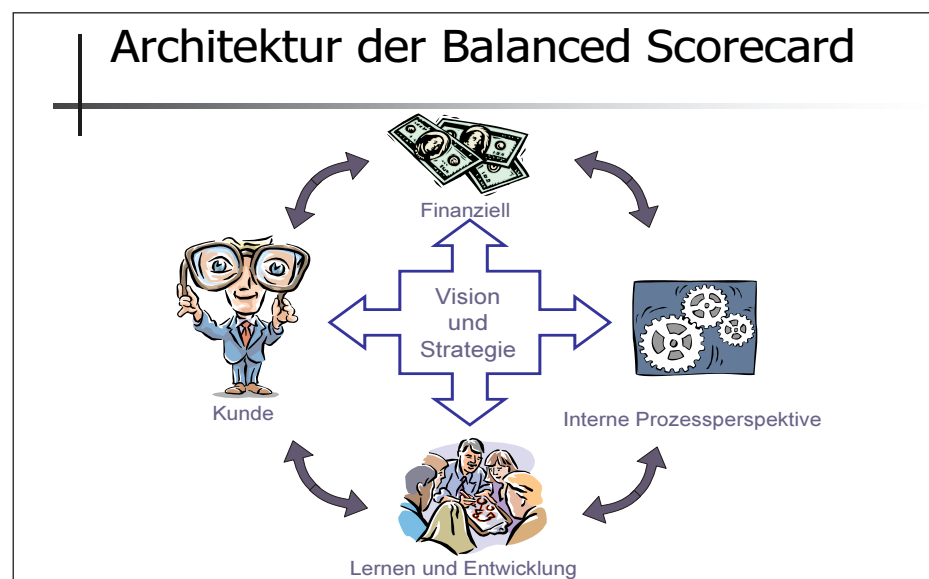 Architektur der Balanced Scorecard
Finanziell
Vision
und
Strategie
Kunde
Interne Prozessperspektive
Lernen und Entwicklung